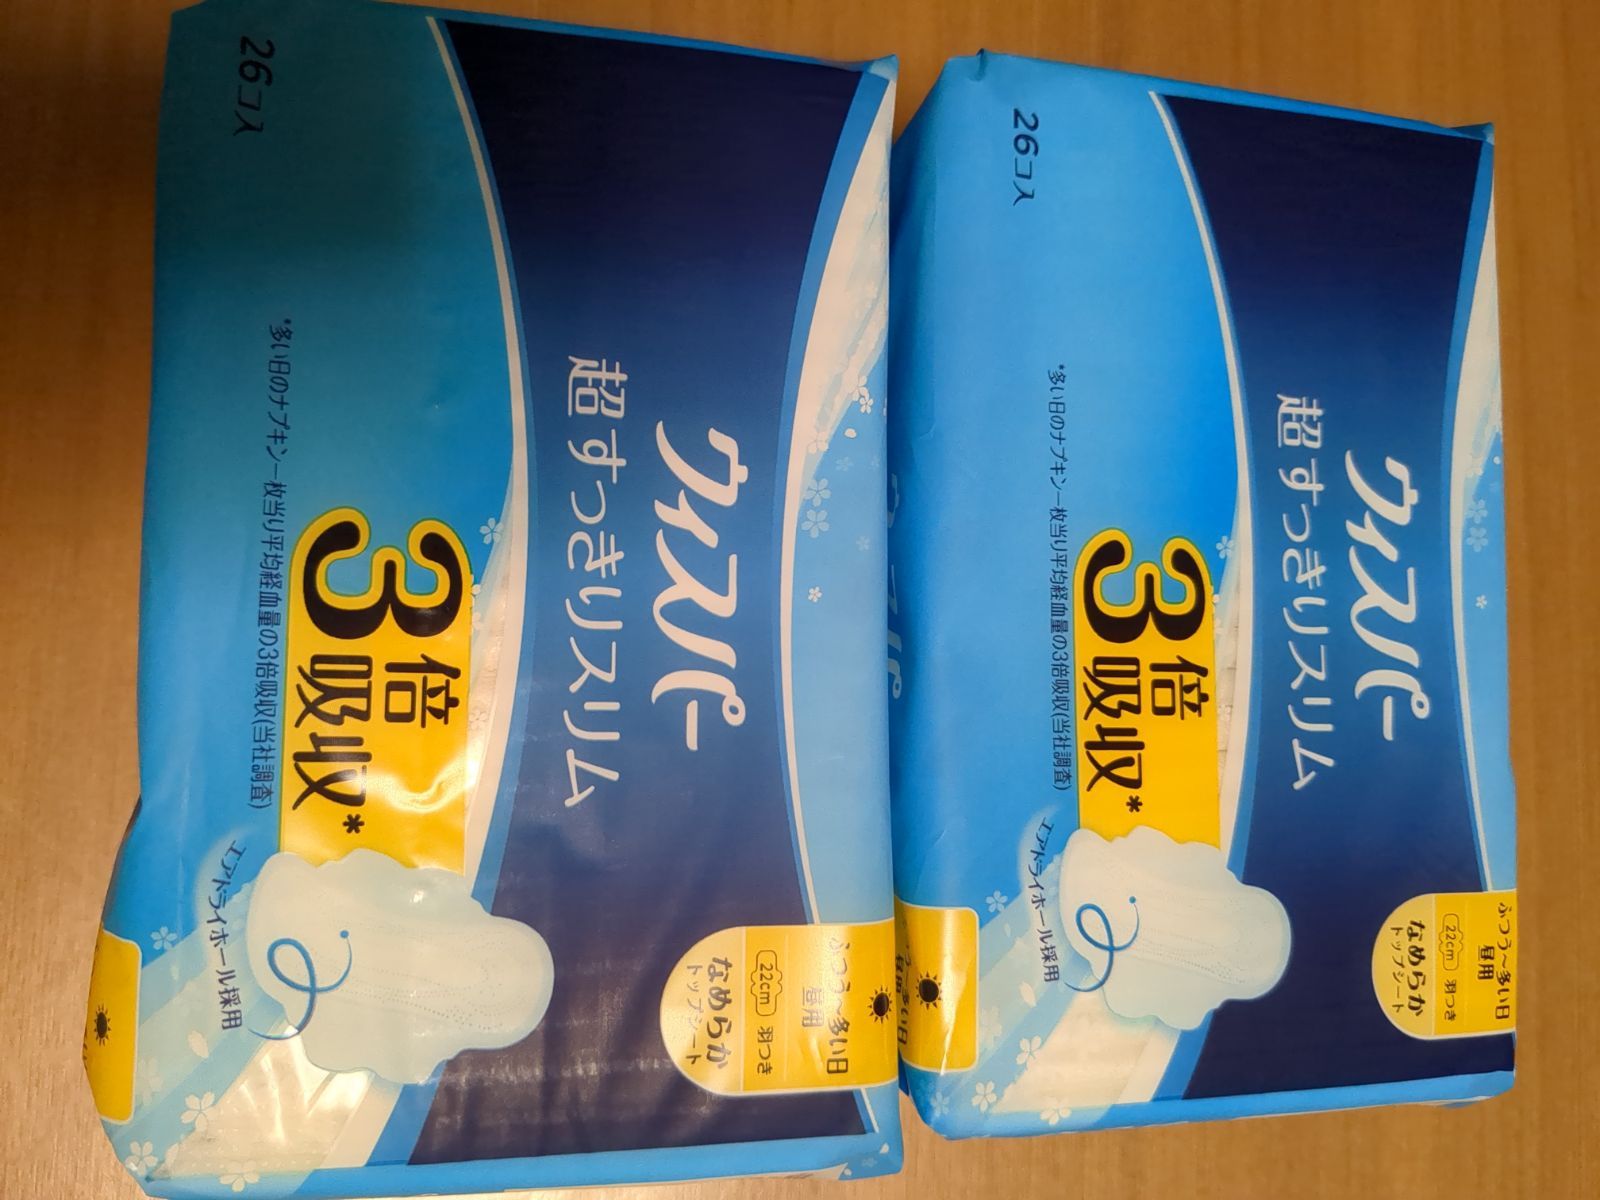 ウィスパー
超すっきりスリム
3倍
吸収*
*多い日のナプキン一枚当り平均経血量の3倍吸収(当社調査)
エアドライホール採用
26コ入
ふつう~多い日
昼用
22cm 羽つき
なめらか
トップシート
ウィスパー
超すっきりスリム
3倍
吸収*
*多い日のナプキン一枚当り平均経血量の3倍吸収(当社調査)
エアドライホール採用
26コ入
ふつう~多い日
昼用
22cm 羽つき
なめらか
トップシート